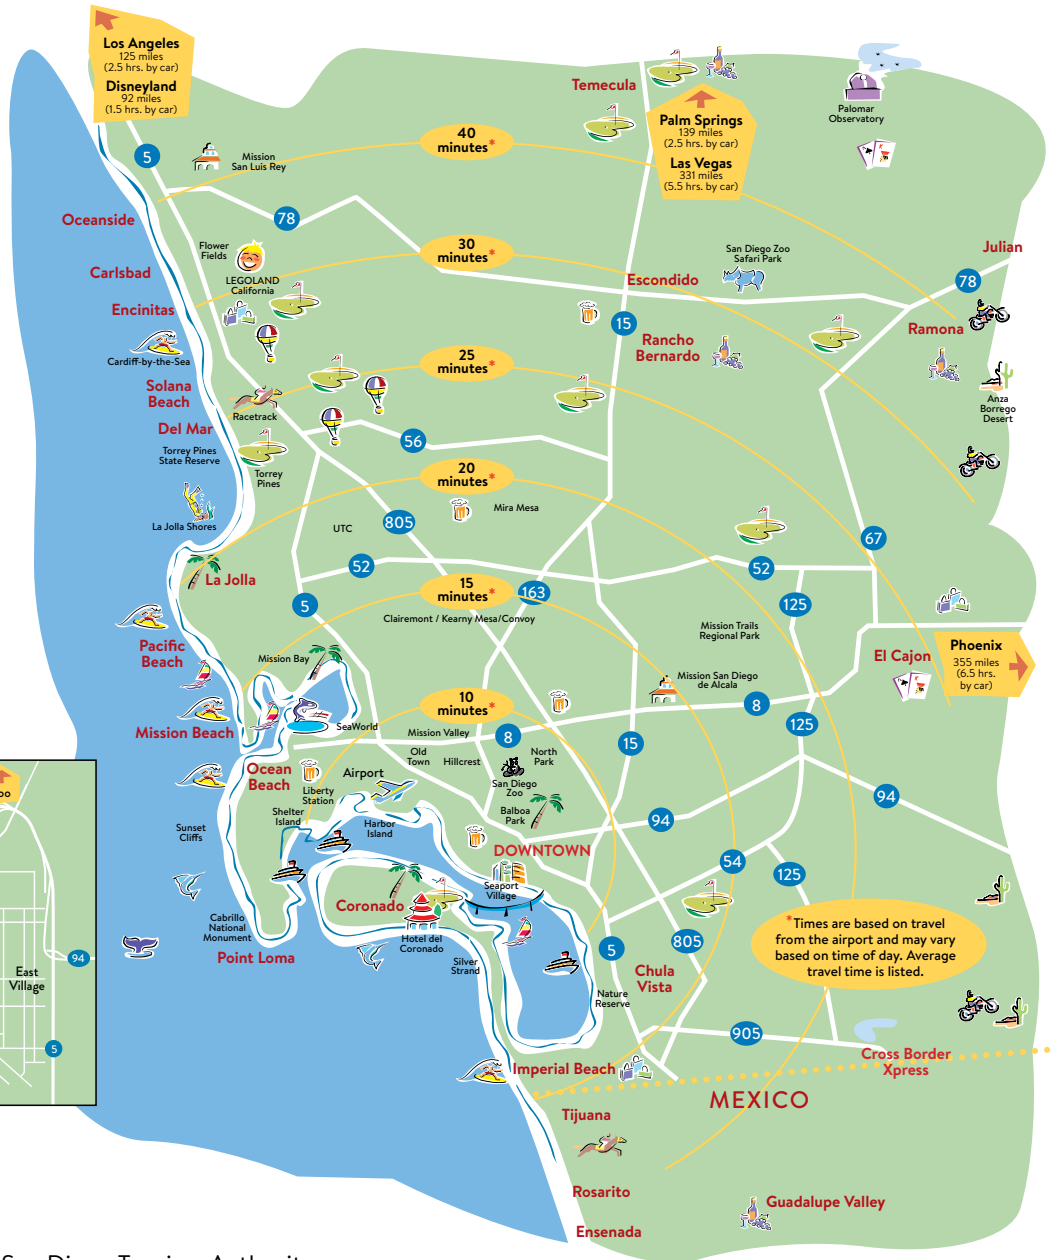 Los Angeles
125 miles
(2.5 hrs. by car)
Disneyland
92 miles
(1.5 hrs. by car)
Temecula
Palm Springs
139 miles
(2.5 hrs. by car)
Las Vegas
331 miles
(5.5 hrs. by car)
Palomar
Observatory
40
minutes*
5
Mission
San Luis Rey
Oceanside
78
Flower
Fields
30
minutes*
San Diego Zoo
Safari Park
Julian
Carlsbad
LEGOLAND
California
Escondido
78
Encinitas
15
Ramona
Rancho
Bernardo
Cardiff-by-the-Sea
25
minutes*
Solana
Beach
Anza
Borrego
Desert
Racetrack
Del Mar
56
Torrey Pines
State Reserve
Torrey
Pines
20
minutes*
Mira Mesa
La Jolla Shores
UTC
805
67
52
52
La Jolla
15
minutes*
163
5
125
Clairemont / Kearny Mesa/Convoy
Mission Trails
Regional Park
Pacific
Beach
Mission Bay
El Cajon
Phoenix
355 miles
(6.5 hrs.
by car)
Mission San Diego
de Alcala
10
minutes*
8
Mission Beach
SeaWorld
Mission Valley
8
15
125
Old
Town
Hillcrest
North
Park
Ocean
Beach
Airport
San Diego
Zoo
Liberty
Station
94
Shelter
Island
Harbor
Island
Balboa
Park
94
Sunset
Cliffs
DOWNTOWN
54
125
Seaport
Village
Coronado
Cabrillo
National
Monument
Hotel del
Coronado
Point Loma
Silver
Strand
5
805
*Times are based on travel
from the airport and may vary
based on time of day. Average
travel time is listed.
Chula
Vista
Nature
Reserve
905
Cross Border
Xpress
Imperial Beach
MEXICO
Tijuana
Rosarito
Guadalupe Valley
Ensenada
94
East
Village
5